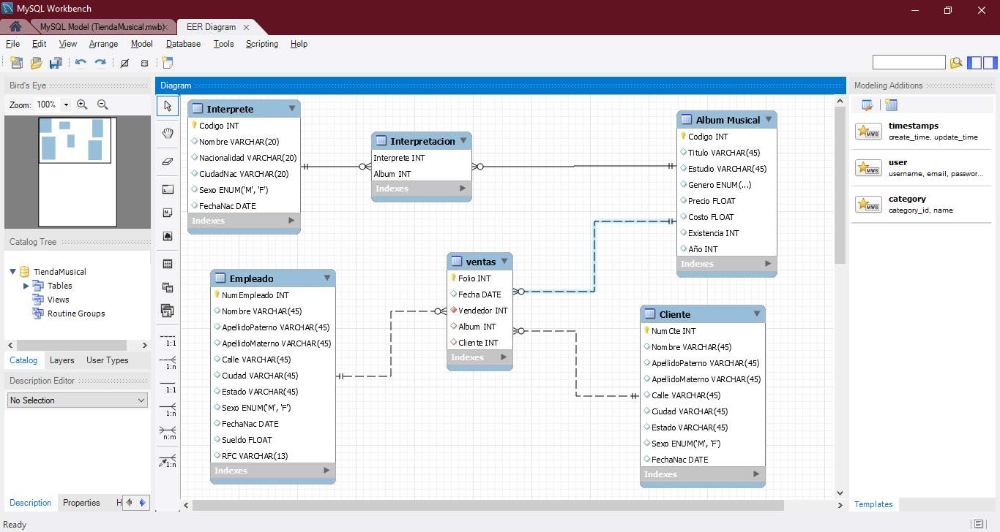 MySQL Workbench
MySQL Model (TiendaMusical.mwb)
EER Diagram
File Edit View Arrange Model Database Tools Scripting Help
Bird's Eye
Zoom: 100%
Catalog Tree
TiendaMusical
Tables
Views
Routine Groups
Catalog Layers User Types
Description Editor
No Selection
Description Properties H
Ready
Diagram
1:1
1:n
1:1
1:n
n:m
1:n
Interprete
Codigo INT
Nombre VARCHAR(20)
Nacionalidad VARCHAR(20)
CiudadNac VARCHAR(20)
Sexo ENUM('M', 'F')
FechaNac DATE
Indexes
Interpretacion
Interprete INT
Album INT
Indexes
Album Musical
Codigo INT
Titulo VARCHAR(45)
Estudio VARCHAR(45)
Genero ENUM(...)
Precio FLOAT
Costo FLOAT
Existencia INT
Año INT
Indexes
Empleado
NumEmpleado INT
Nombre VARCHAR(45)
ApellidoPaterno VARCHAR(45)
ApellidoMaterno VARCHAR(45)
Calle VARCHAR(45)
Ciudad VARCHAR(45)
Estado VARCHAR(45)
Sexo ENUM('M', 'F')
FechaNac DATE
Sueldo FLOAT
RFC VARCHAR(13)
Indexes
ventas
Folio INT
Fecha DATE
Vendedor INT
Album INT
Cliente INT
Indexes
Cliente
NumCte INT
Nombre VARCHAR(45)
ApellidoPaterno VARCHAR(45)
ApellidoMaterno VARCHAR(45)
Calle VARCHAR(45)
Ciudad VARCHAR(45)
Estado VARCHAR(45)
Sexo ENUM('M', 'F')
FechaNac DATE
Indexes
Modeling Additions
MWB
timestamps
create_time, update_time
MWB
user
username, email, passwor...
MWB
category
category_id, name
Templates